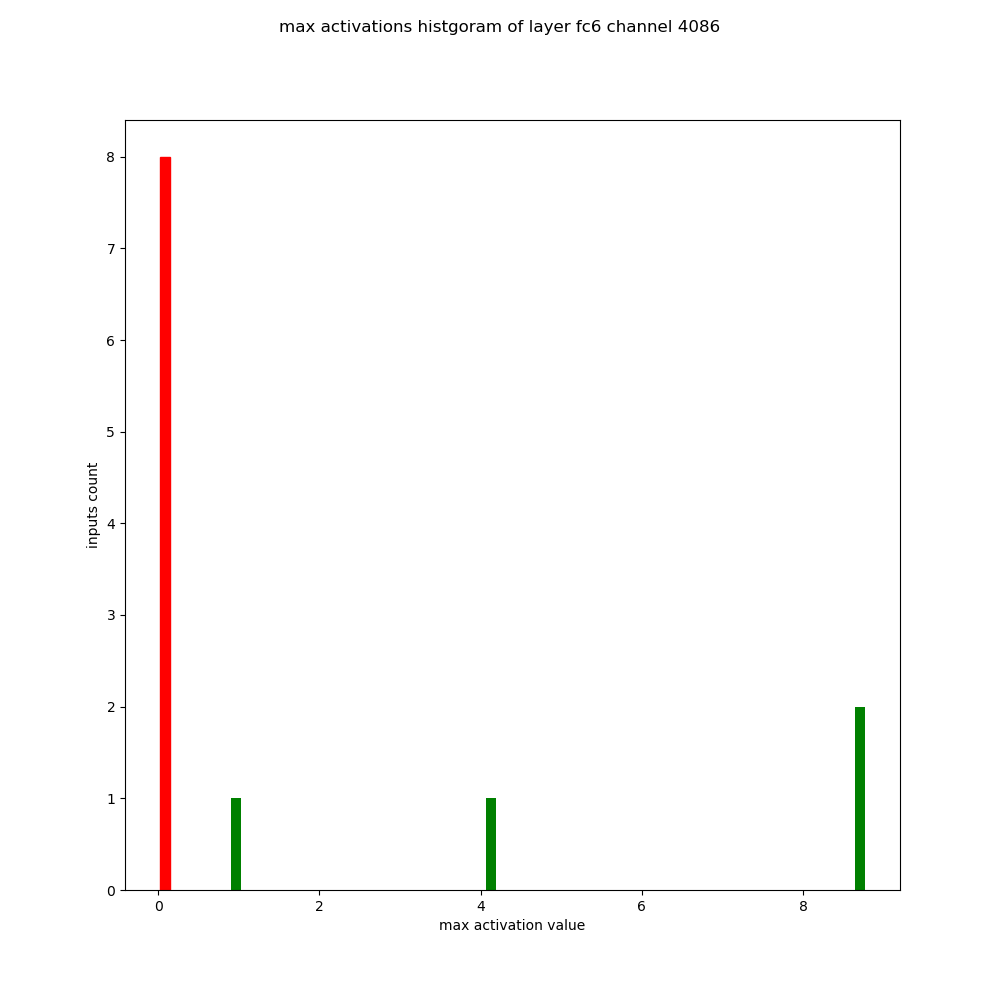 max activations histgoram of layer fc6 channel 4086
8
7
6
5
4
3
2
1
0
inputs count
0 2 4 6 8
max activation value